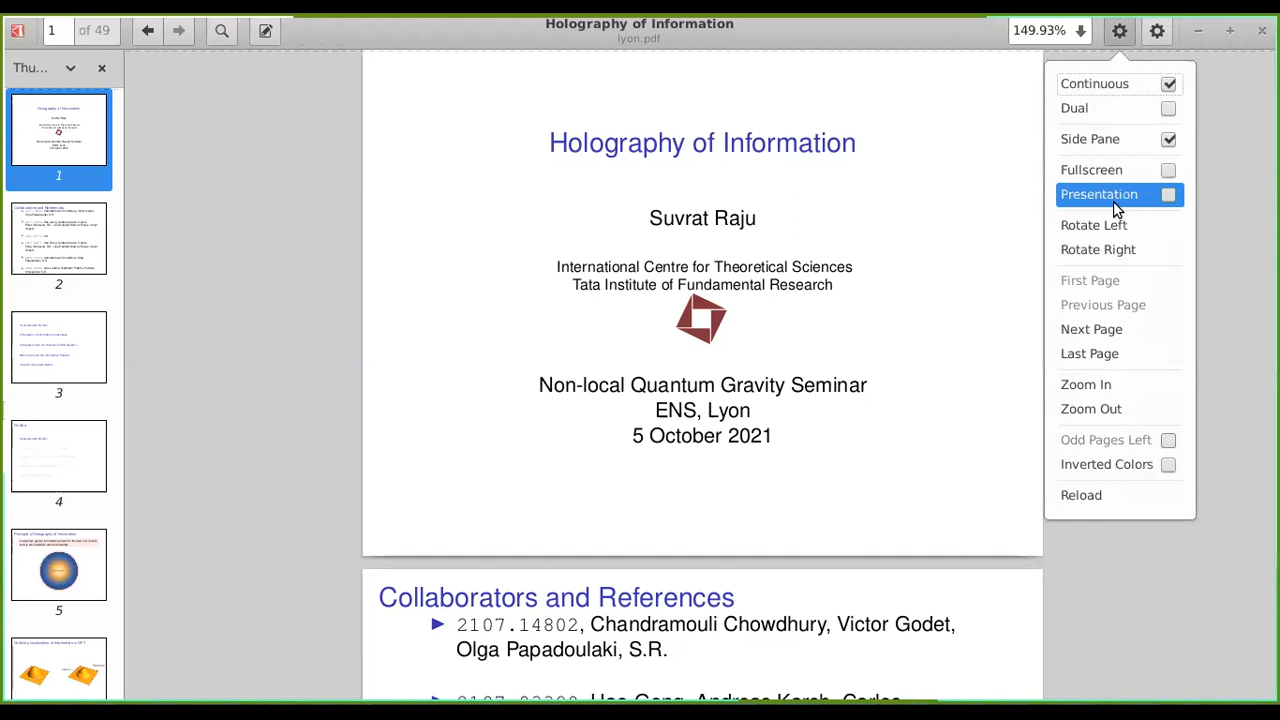 Holography of Information
lyon.pdf
1 of 49
149.93%
Thu...
1
2
3
4
5
Holography of Information
Suvrat Raju
International Centre for Theoretical Sciences
Tata Institute of Fundamental Research
Non-local Quantum Gravity Seminar
ENS, Lyon
5 October 2021
Collaborators and References
2107.14802, Chandramouli Chowdhury, Victor Godet,
Olga Papadoulaki, S.R.
Continuous
Dual
Side Pane
Fullscreen
Presentation
Rotate Left
Rotate Right
First Page
Previous Page
Next Page
Last Page
Zoom In
Zoom Out
Odd Pages Left
Inverted Colors
Reload